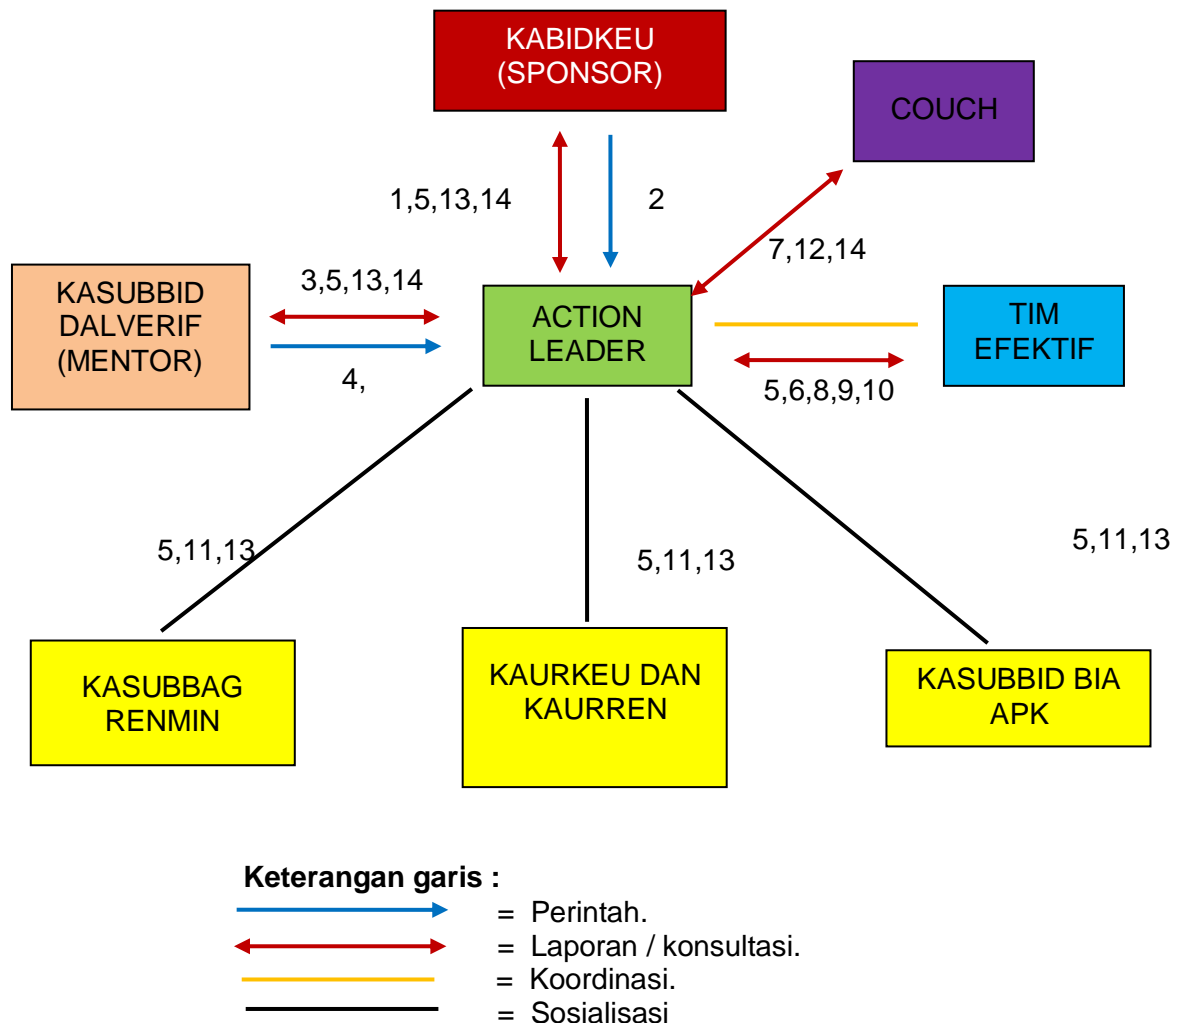 KABIDKEU
(SPONSOR)
COUCH
1,5,13,14
2
7,12,14
KASUBBID
DALVERIF
(MENTOR)
3,5,13,14
4,
ACTION
LEADER
TIM
EFEKTIF
5,6,8,9,10
5,11,13
5,11,13
5,11,13
KASUBBAG
RENMIN
KAURKEU DAN
KAURREN
KASUBBID BIA
APK
Keterangan garis :
= Perintah.
= Laporan / konsultasi.
= Koordinasi.
= Sosialisasi